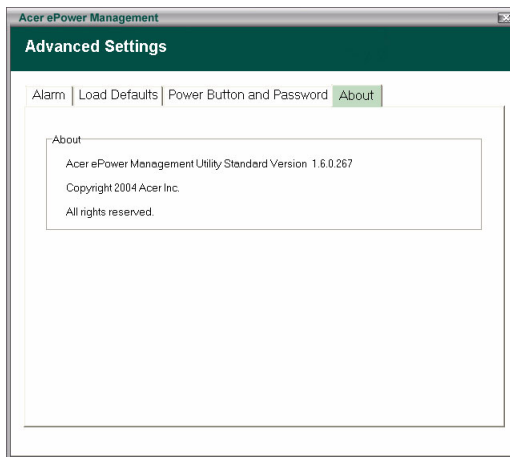 Acer ePower Management
Advanced Settings
Alarm Load Defaults Power Button and Password About
About
Acer ePower Management Utility Standard Version 1.6.0.267
Copyright 2004 Acer Inc.
All rights reserved.